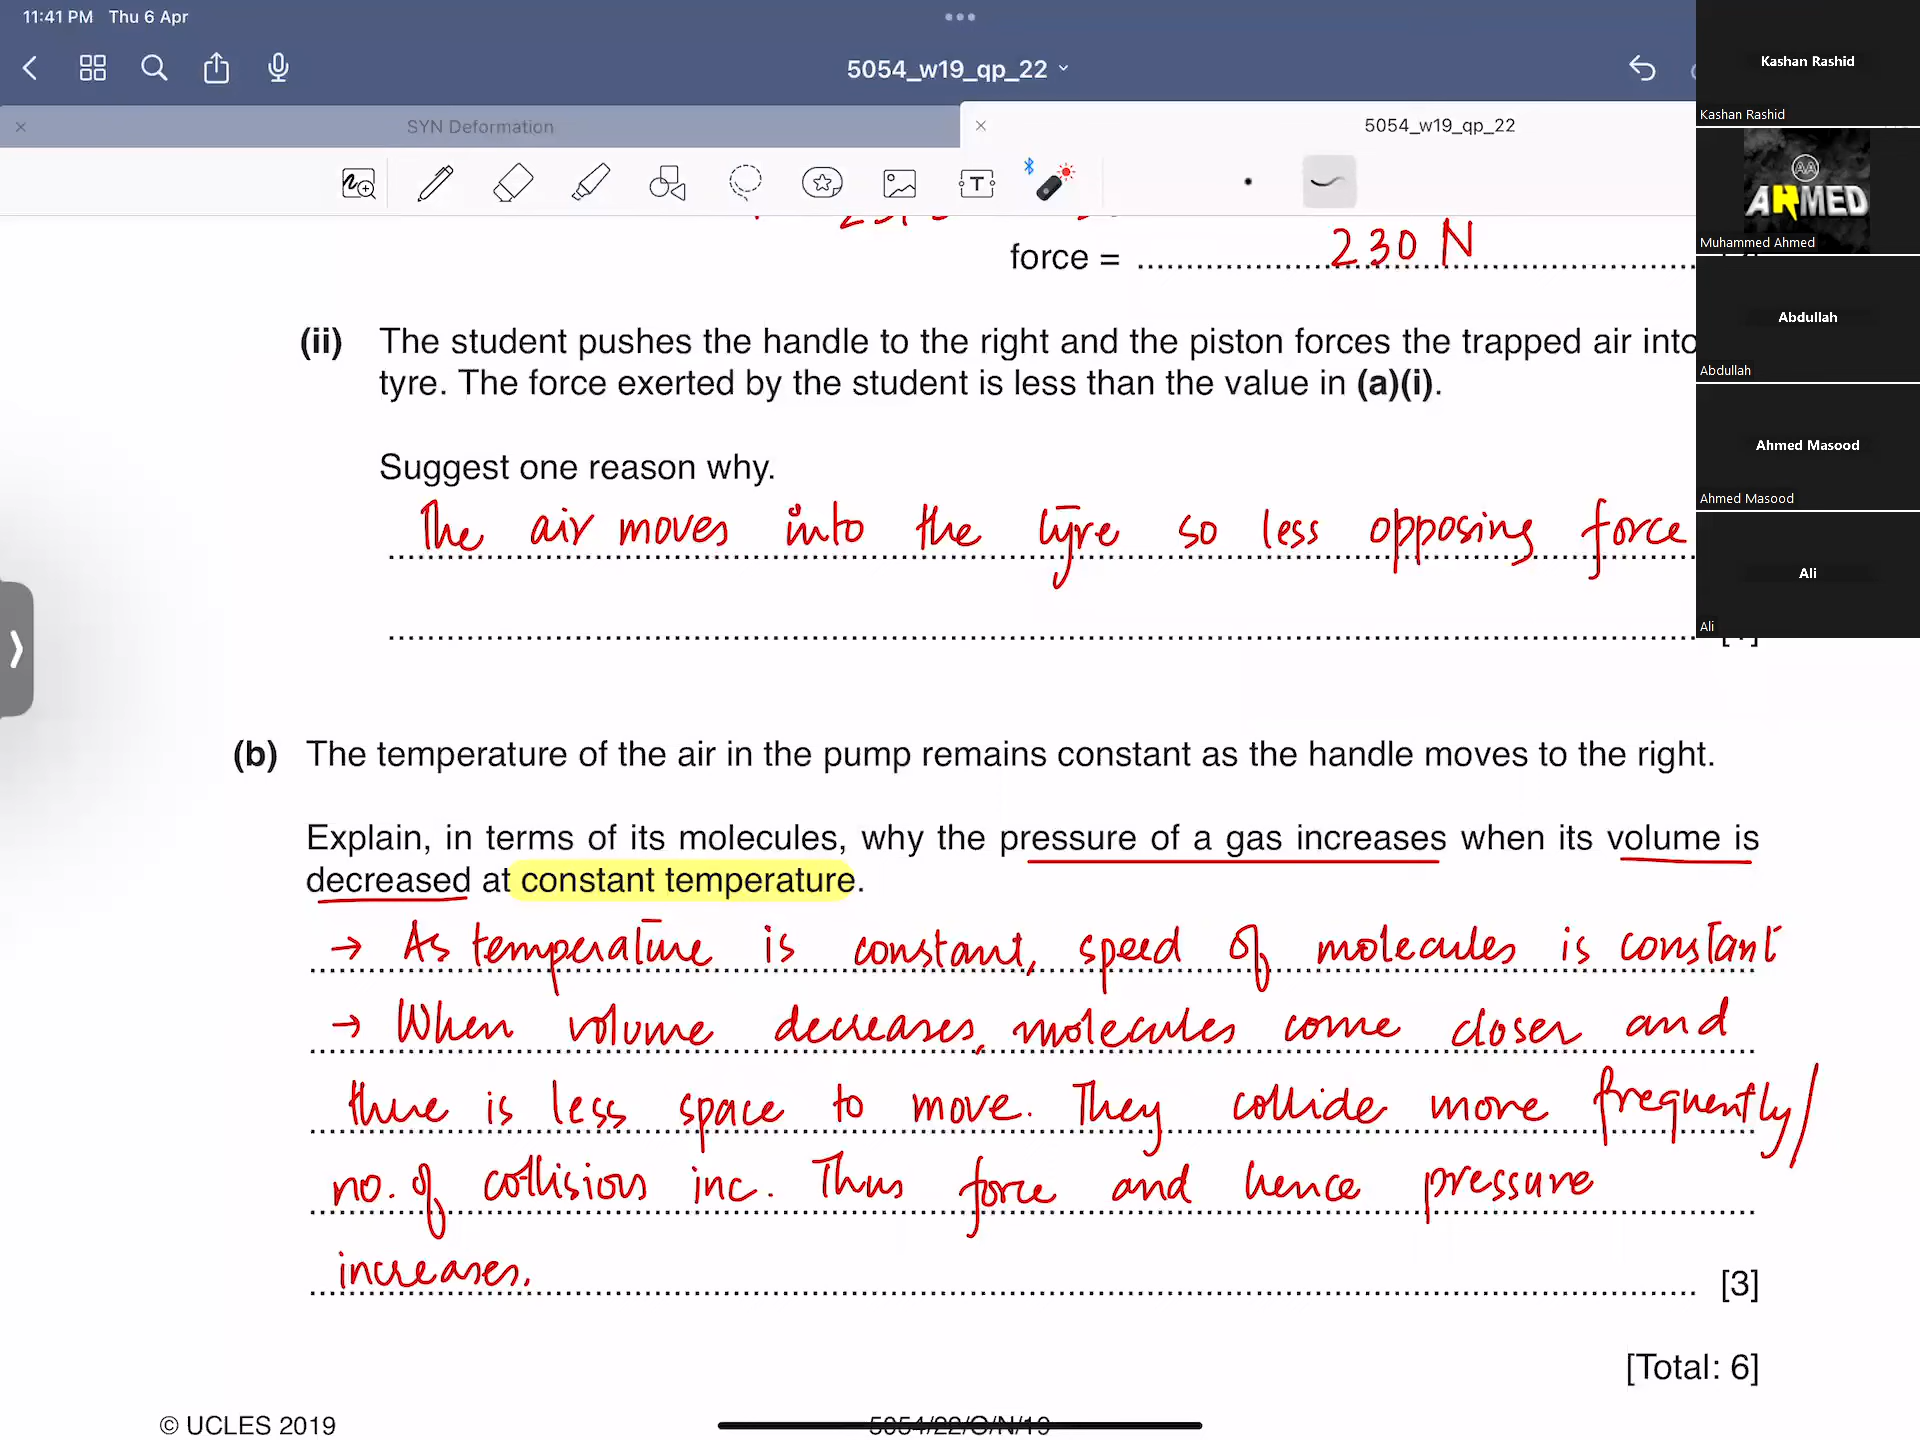 11:41 PM Thu 6 Apr
5054_w19_qp_22
SYN Deformation
5054_w19_qp_22
Kashan Rashid
Kashan Rashid
AA
ARMED
Muhammed Ahmed
Abdullah
Abdullah
Ahmed Masood
Ahmed Masood
Ali
Ali
force = 230 N
(ii) The student pushes the handle to the right and the piston forces the trapped air into
tyre. The force exerted by the student is less than the value in (a)(i).
Suggest one reason why.
The air moves into the tyre so less opposing force
(b) The temperature of the air in the pump remains constant as the handle moves to the right.
Explain, in terms of its molecules, why the pressure of a gas increases when its volume is
decreased at constant temperature.
→ As temperature is constant, speed of molecules is constant
→ When volume decreases, molecules come closer and
there is less space to move. They collide more frequently/
no. of collisions inc. Thus force and hence pressure
increases.
[3]
[Total: 6]
© UCLES 2019
5054/22/O/N/19